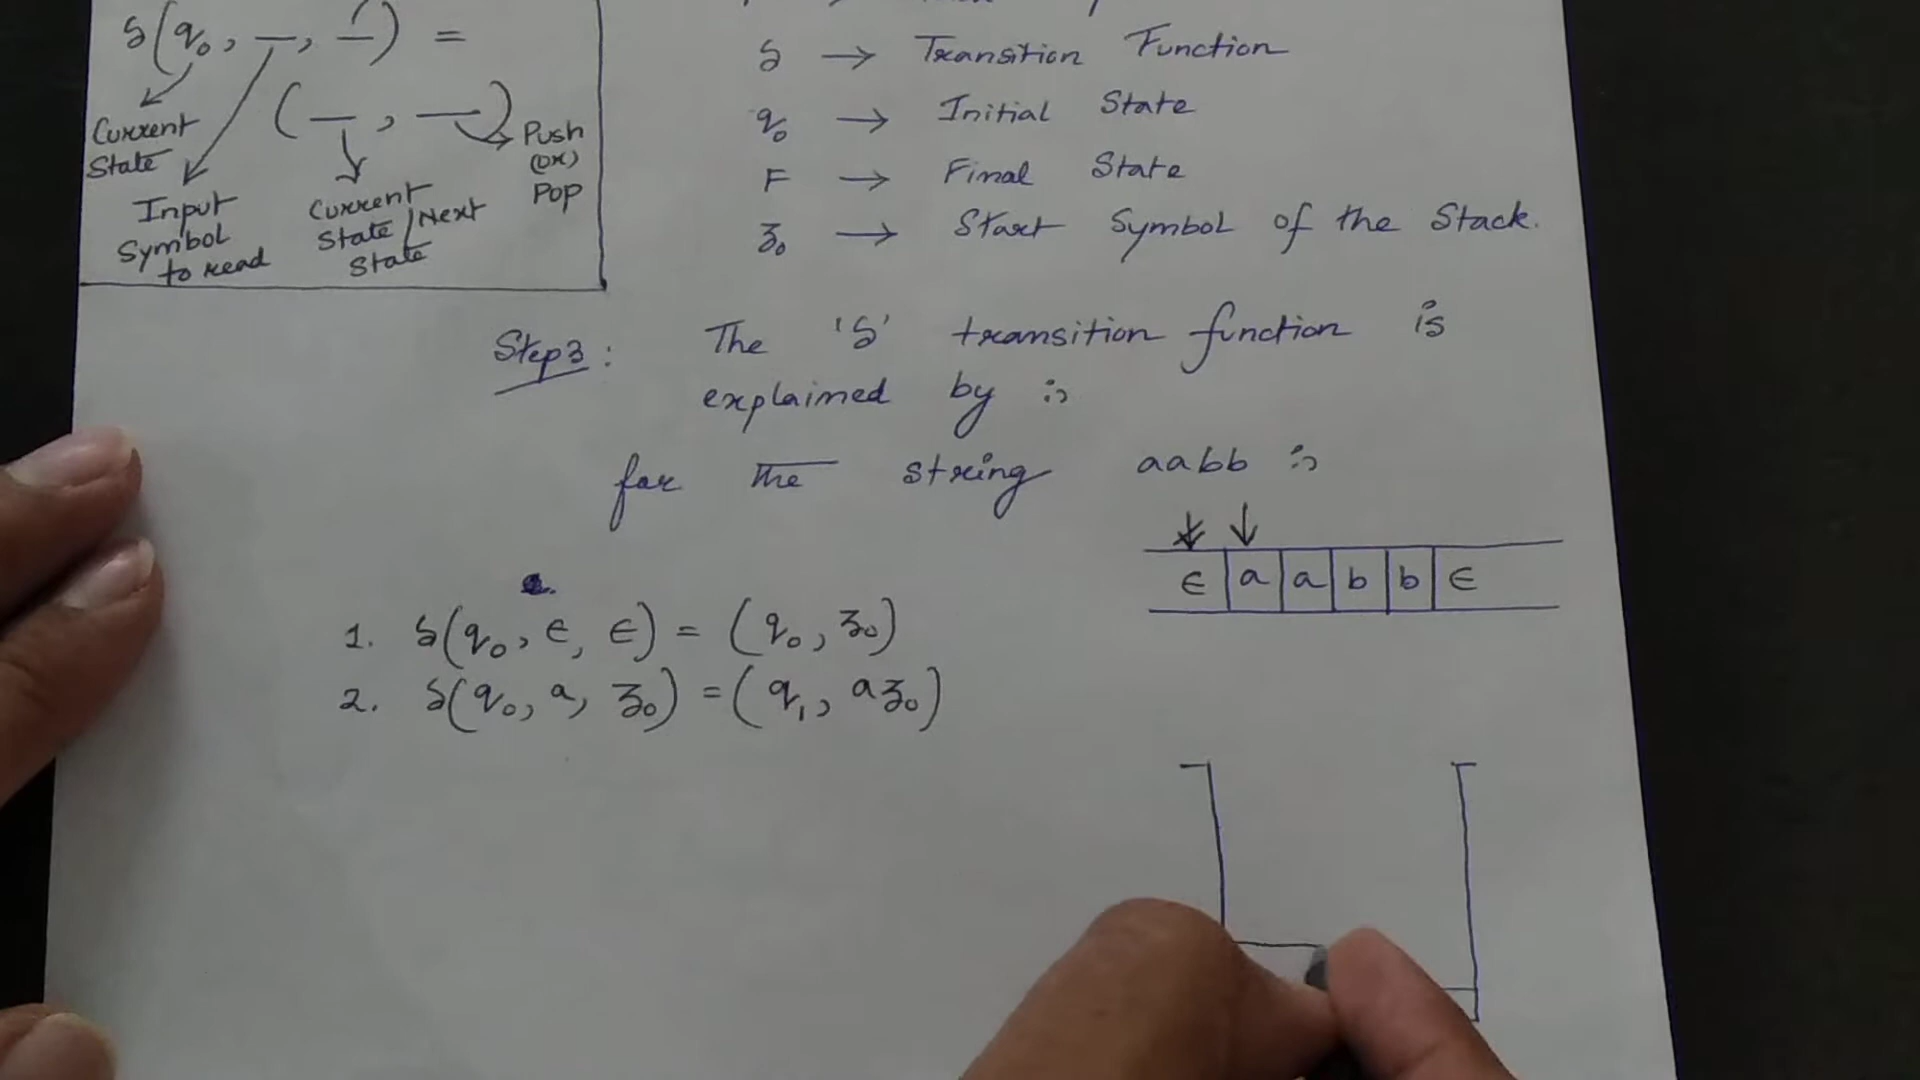 δ(q₀, —, —) =
(—, —)
Current
State
Input
Symbol
to read
Current
State / Next
State
Push
(or)
Pop
δ → Transition Function
q₀ → Initial State
F → Final State
z₀ → Start Symbol of the Stack.
Step 3: The 'δ' transition function is
explained by :-
for the string aabb :-
ϵ a a b b ϵ
1. δ(q₀, ϵ, ϵ) = (q₀, z₀)
2. δ(q₀, a, z₀) = (q₁, az₀)